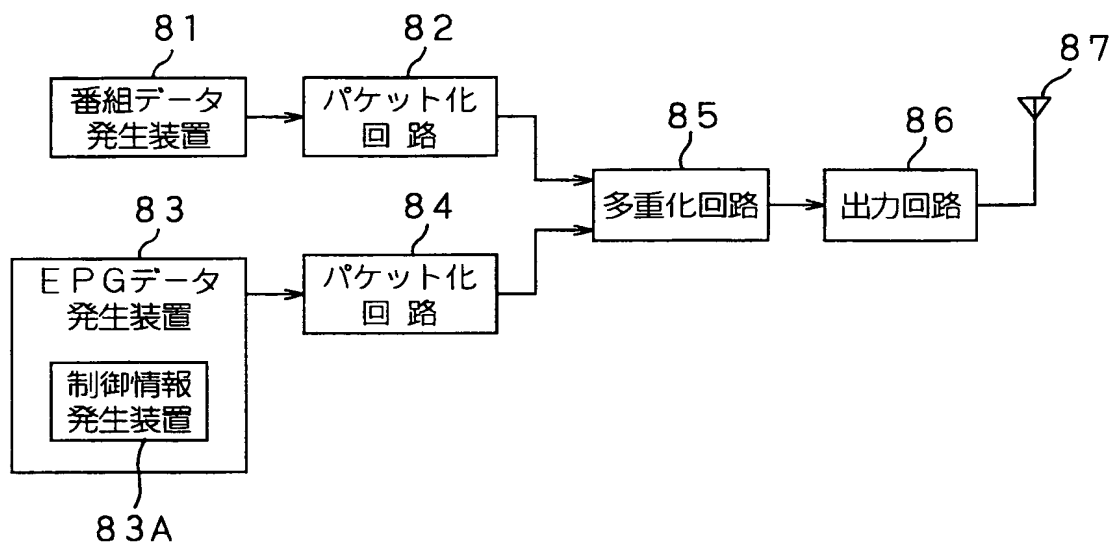 81
番組データ
発生装置
82
パケット化
回路
83
EPGデータ
発生装置
制御情報
発生装置
83A
84
パケット化
回路
85
多重化回路
86
出力回路
87